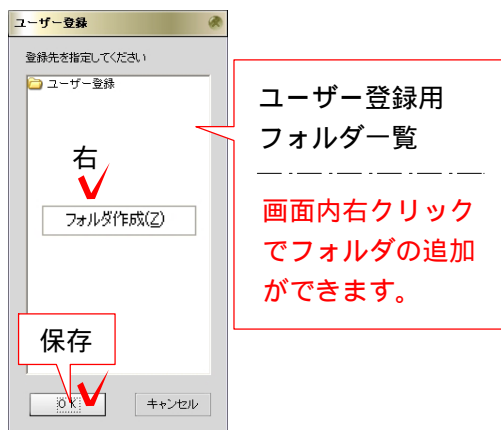 ユーザー登録
登録先を指定してください
ユーザー登録
右
フォルダ作成(Z)
保存
OK
キャンセル
ユーザー登録用
フォルダ一覧
画面内右クリック
でフォルダの追加
ができます。